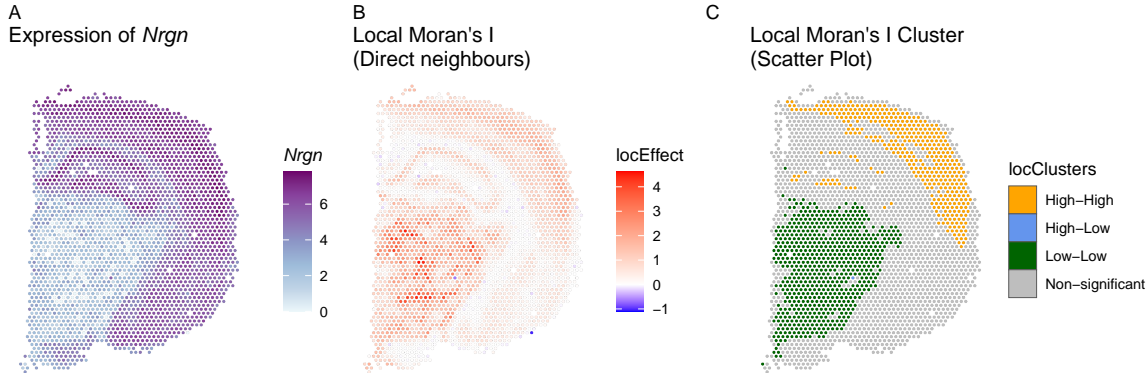 A
Expression of Nrgn
B
Local Moran's I
(Direct neighbours)
C
Local Moran's I Cluster
(Scatter Plot)
Nrgn
6
4
2
0
locEffect
4
3
2
1
0
−1
locClusters
High−High
High−Low
Low−Low
Non−significant